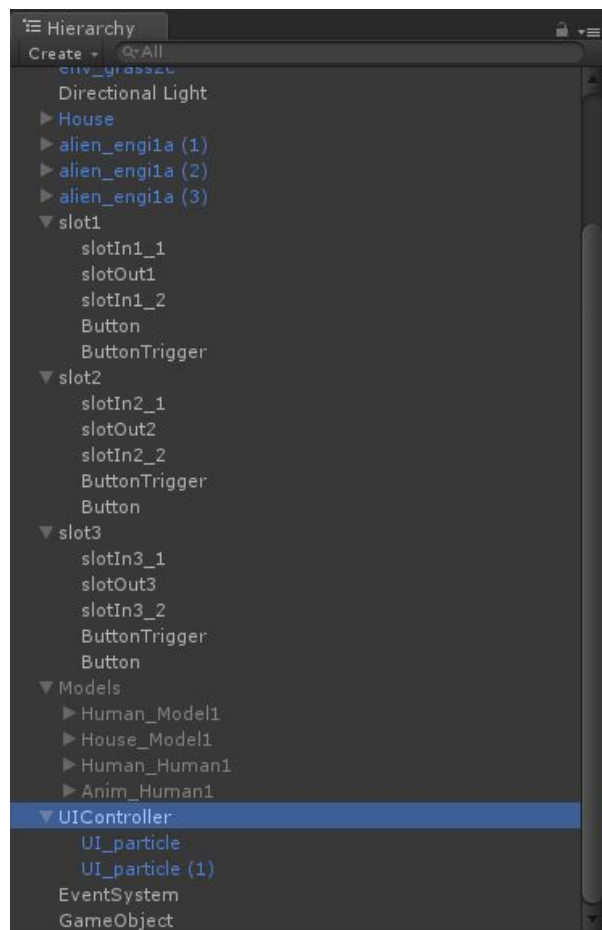 Hierarchy
Create
All
env_grass2c
Directional Light
House
alien_engi1a (1)
alien_engi1a (2)
alien_engi1a (3)
slot1
slotIn1_1
slotOut1
slotIn1_2
Button
ButtonTrigger
slot2
slotIn2_1
slotOut2
slotIn2_2
ButtonTrigger
Button
slot3
slotIn3_1
slotOut3
slotIn3_2
ButtonTrigger
Button
Models
Human_Model1
House_Model1
Human_Human1
Anim_Human1
UIController
UI_particle
UI_particle (1)
EventSystem
GameObject